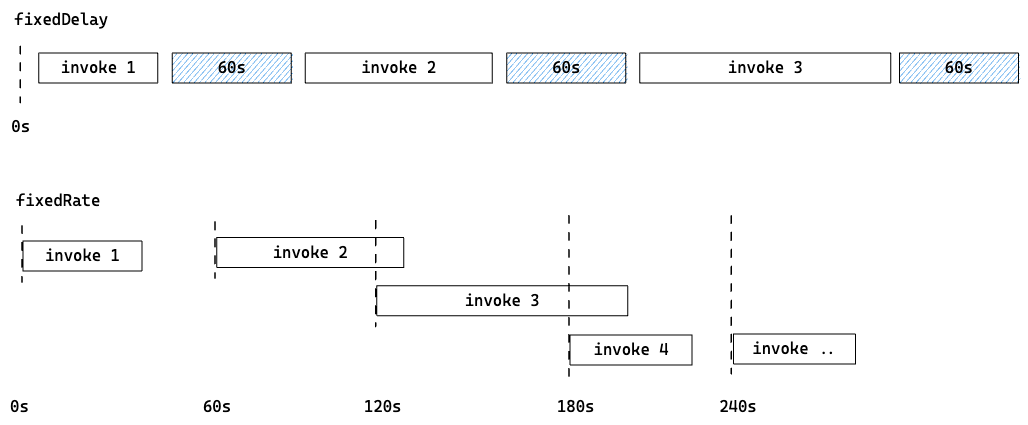 fixedDelay
invoke 1 60s invoke 2 60s invoke 3 60s
0s
fixedRate
invoke 1 invoke 2
invoke 3
invoke 4 invoke ..
0s 60s 120s 180s 240s